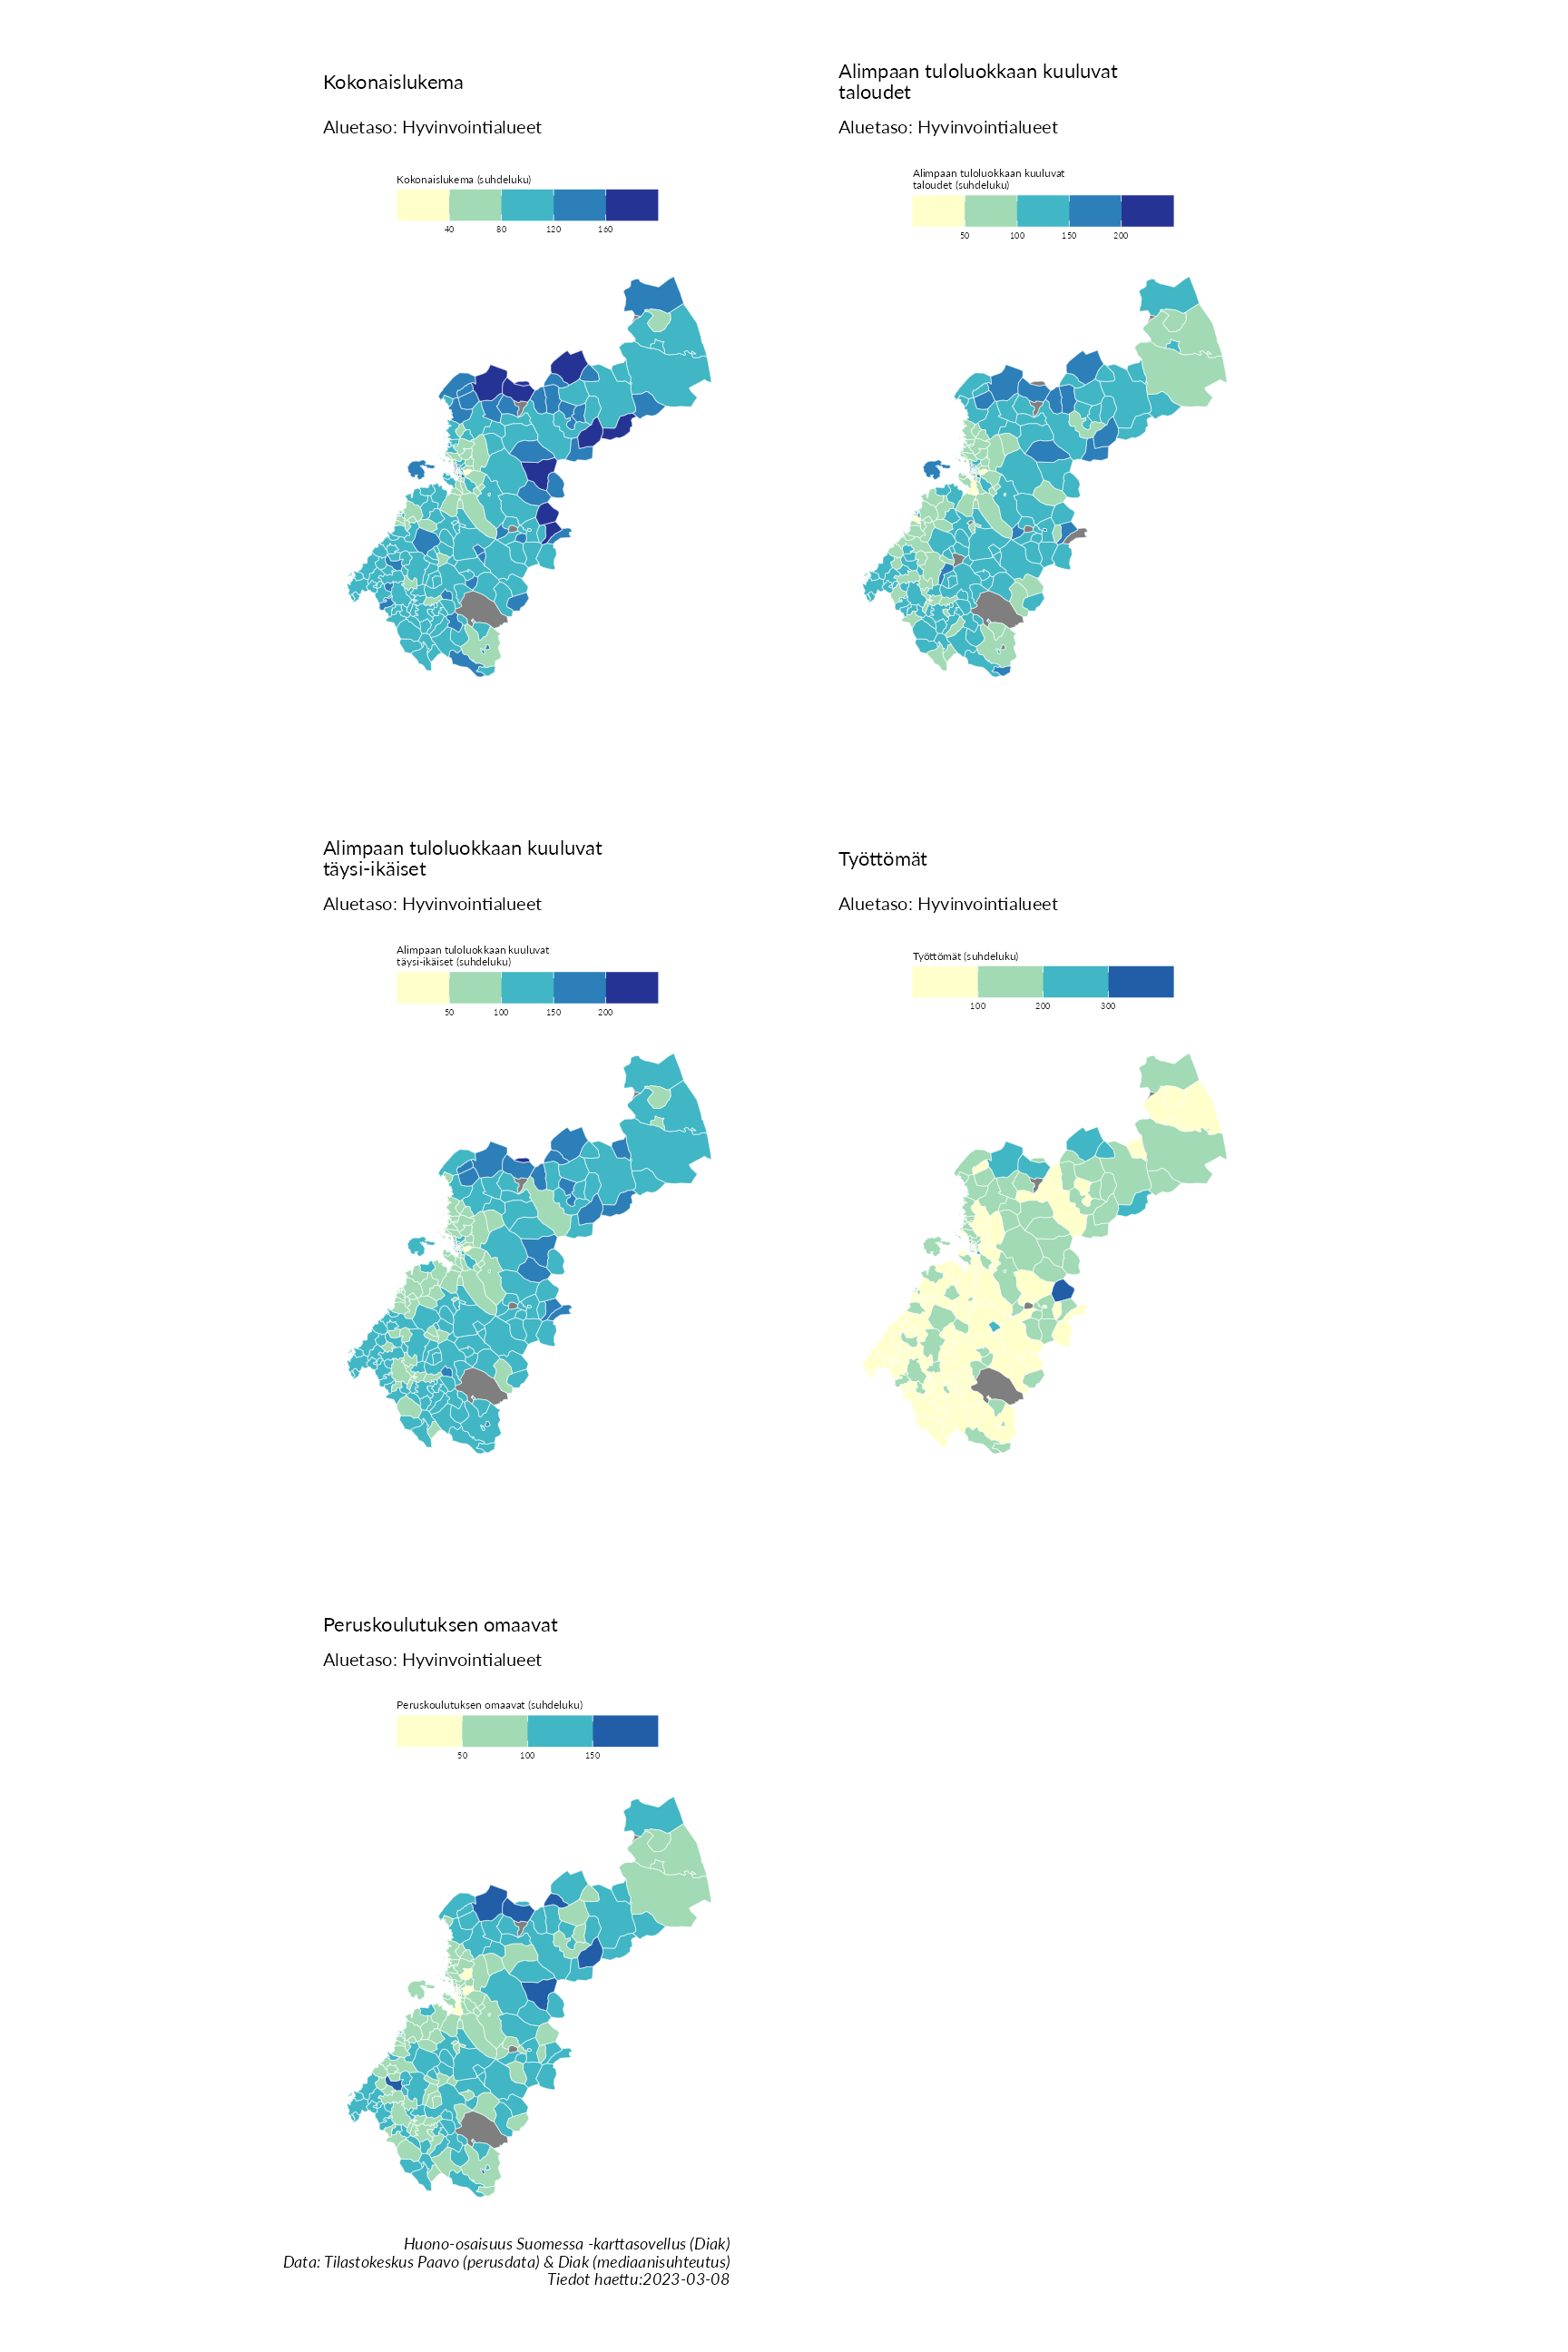 Kokonaislukema
Aluetaso: Hyvinvointialueet
Kokonaislukema (suhdeluku)
40 80 120 160
Alimpaan tuloluokkaan kuuluvat
taloudet
Aluetaso: Hyvinvointialueet
Alimpaan tuloluokkaan kuuluvat
taloudet (suhdeluku)
50 100 150 200
Alimpaan tuloluokkaan kuuluvat
täysi-ikäiset
Aluetaso: Hyvinvointialueet
Alimpaan tuloluokkaan kuuluvat
täysi-ikäiset (suhdeluku)
50 100 150 200
Työttömät
Aluetaso: Hyvinvointialueet
Työttömät (suhdeluku)
100 200 300
Peruskoulutuksen omaavat
Aluetaso: Hyvinvointialueet
Peruskoulutuksen omaavat (suhdeluku)
50 100 150
Huono-osaisuus Suomessa -karttasovellus (Diak)
Data: Tilastokeskus Paavo (perusdata) & Diak (mediaanisuhteutus)
Tiedot haettu:2023-03-08